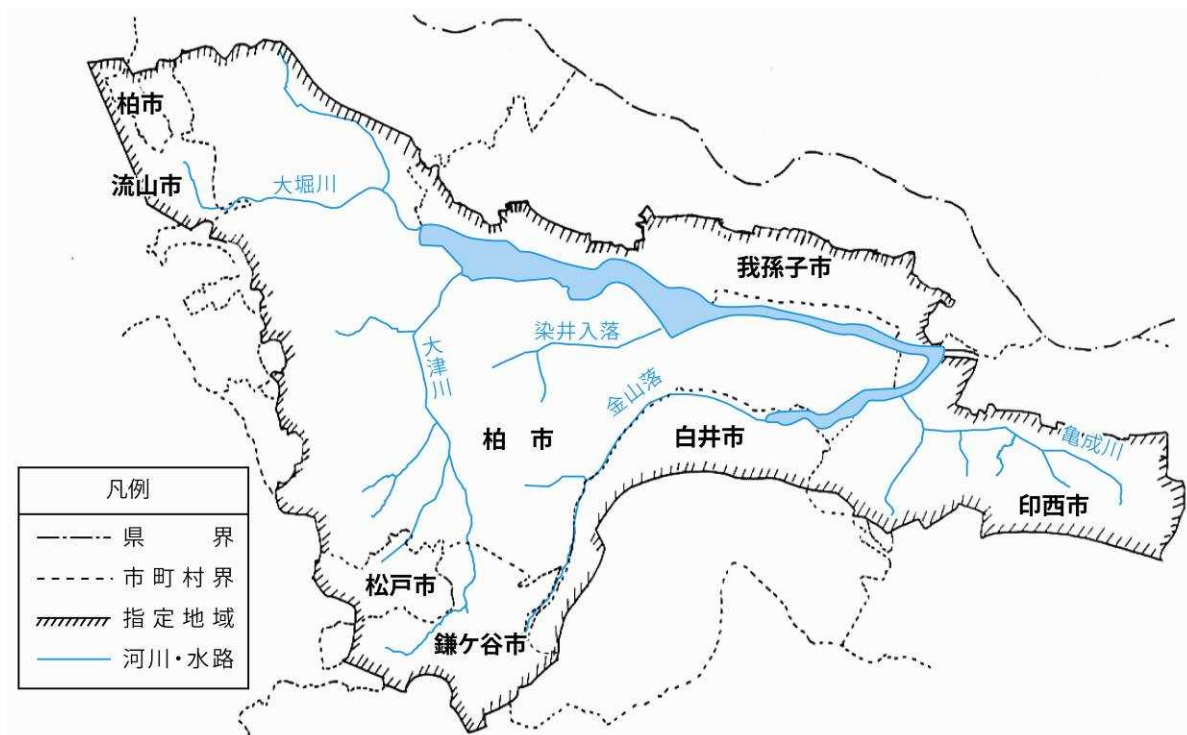 柏市
流山市
大堀川
我孫子市
染井入落
大津川
金山落
柏 市
白井市
亀成川
印西市
松戸市
鎌ケ谷市
凡例
県 界
市町村界
指定地域
河川・水路